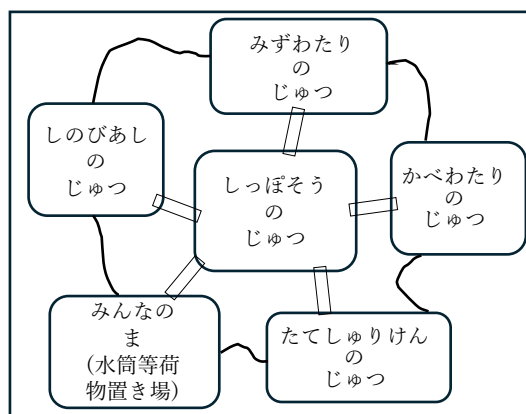 みずわたり
の
じゅつ
しのびあし
の
じゅつ
しっぽそう
の
じゅつ
かべわたり
の
じゅつ
みんなの
ま
(水筒等荷
物置き場)
たてしゅりけん
の
じゅつ